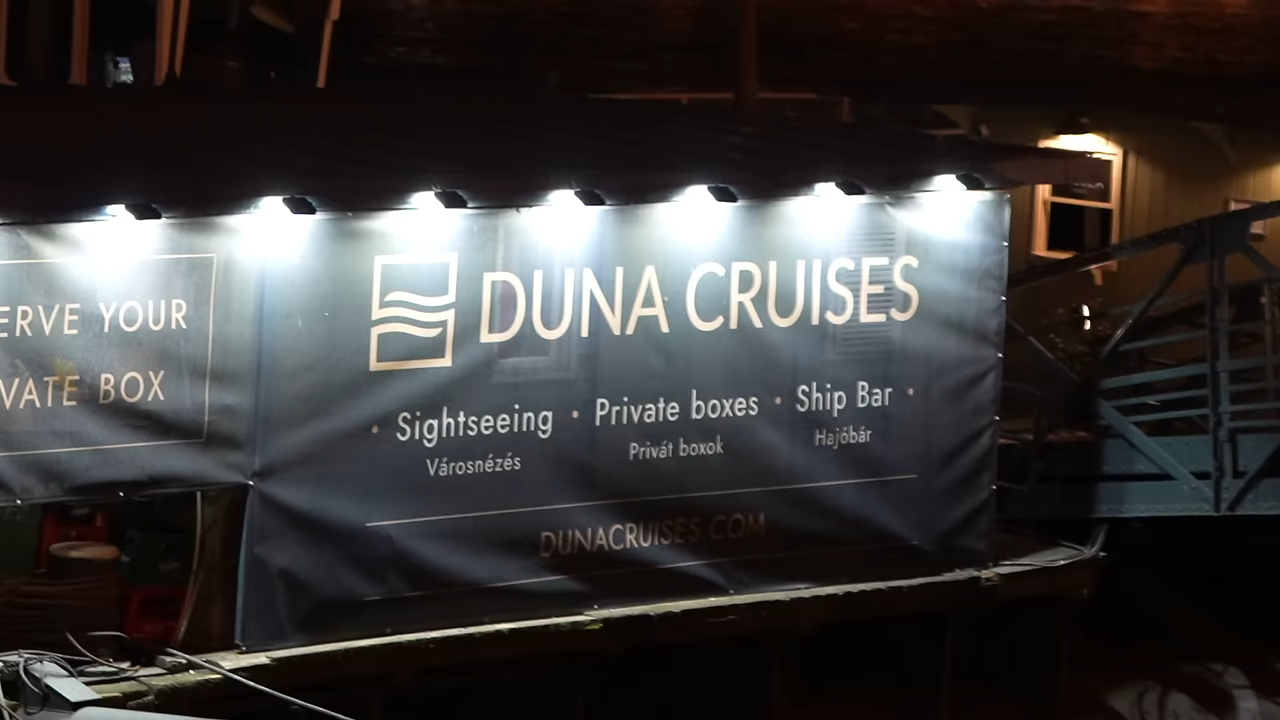 ERVE YOUR
VATE BOX
DUNA CRUISES
• Sightseeing • Private boxes • Ship Bar •
Városnézés Privát boxok Hajóbár
DUNACRUISES.COM